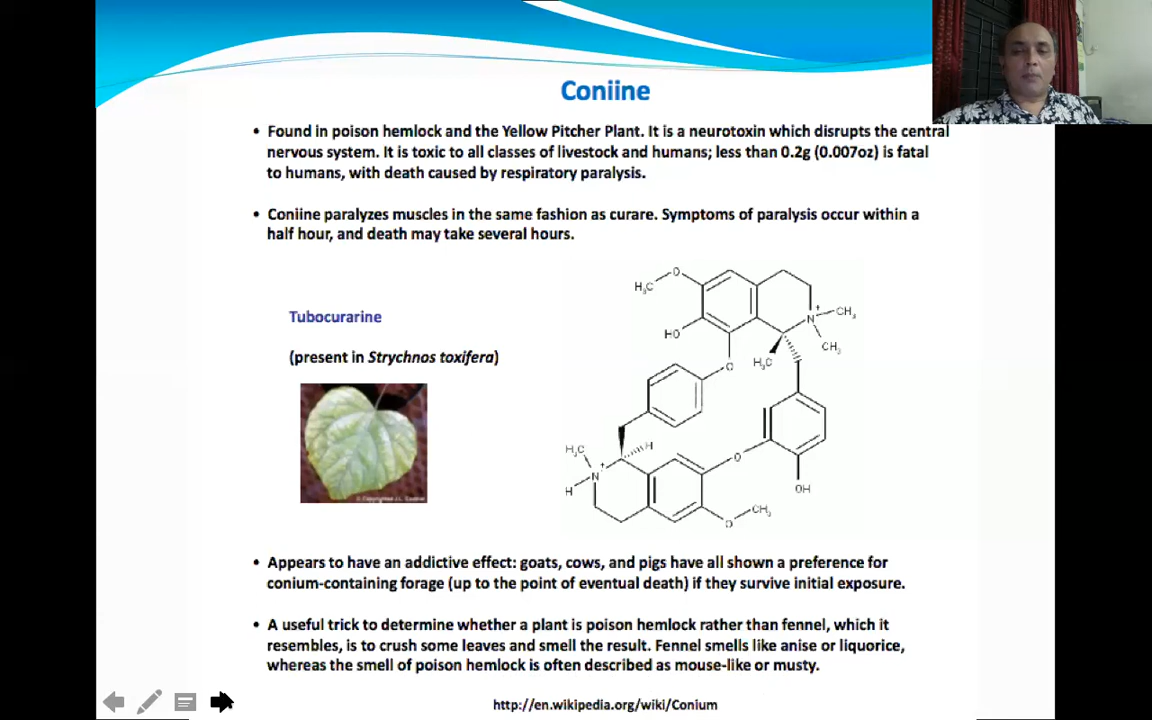 Coniine
• Found in poison hemlock and the Yellow Pitcher Plant. It is a neurotoxin which disrupts the central
nervous system. It is toxic to all classes of livestock and humans; less than 0.2g (0.007oz) is fatal
to humans, with death caused by respiratory paralysis.
• Coniine paralyzes muscles in the same fashion as curare. Symptoms of paralysis occur within a
half hour, and death may take several hours.
Tubocurarine
(present in Strychnos toxifera)
H₃C
O
HO
N+
CH₃
CH₃
H₃C
O
H₃C
H
N+
H
O
OH
O
CH₃
• Appears to have an addictive effect: goats, cows, and pigs have all shown a preference for
conium-containing forage (up to the point of eventual death) if they survive initial exposure.
• A useful trick to determine whether a plant is poison hemlock rather than fennel, which it
resembles, is to crush some leaves and smell the result. Fennel smells like anise or liquorice,
whereas the smell of poison hemlock is often described as mouse-like or musty.
http://en.wikipedia.org/wiki/Conium